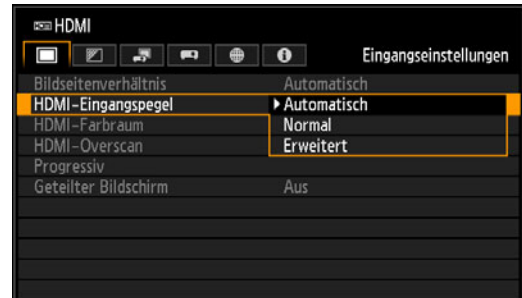 HDMI
Eingangseinstellungen
Bildseitenverhältnis Automatisch
HDMI-Eingangspegel Automatisch
HDMI-Farbraum Normal
HDMI-Overscan Erweitert
Progressiv
Geteilter Bildschirm Aus